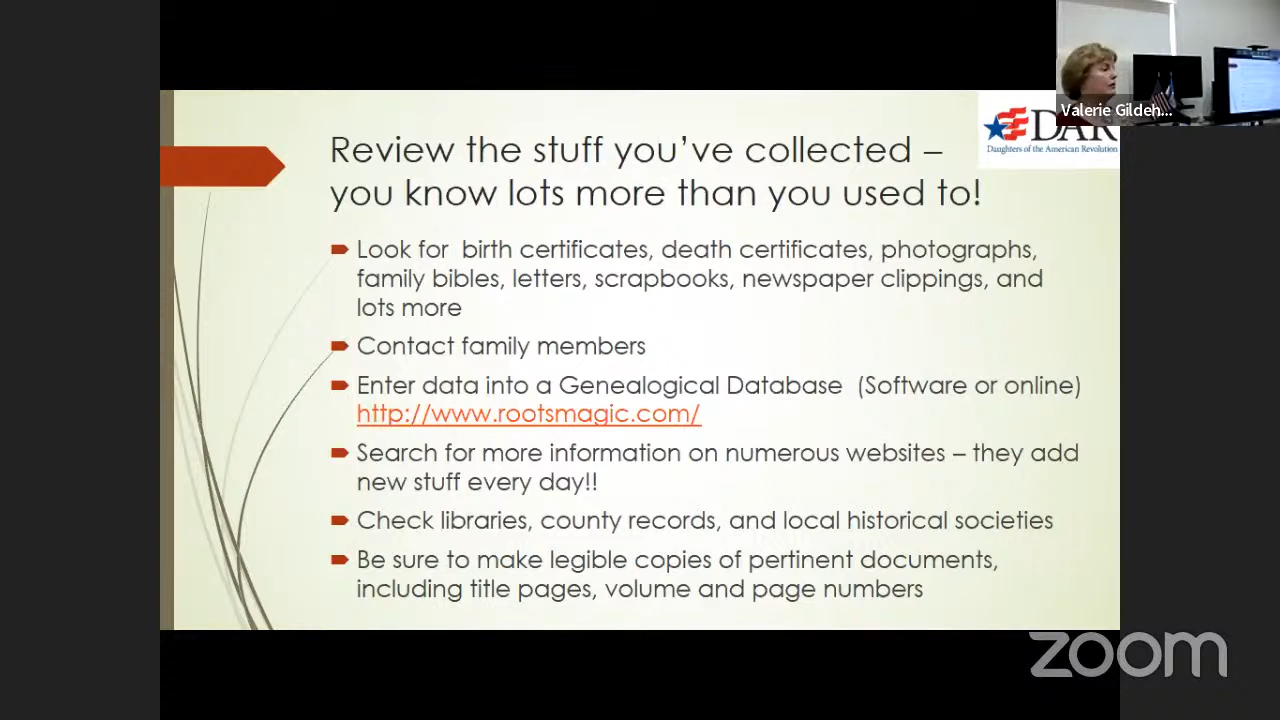 Review the stuff you’ve collected –
you know lots more than you used to!
DAR
Daughters of the American Revolution
Valerie Gildeh...
Look for  birth certificates, death certificates, photographs,
family bibles, letters, scrapbooks, newspaper clippings, and
lots more
Contact family members
Enter data into a Genealogical Database  (Software or online)
http://www.rootsmagic.com/
Search for more information on numerous websites – they add
new stuff every day!!
Check libraries, county records, and local historical societies
Be sure to make legible copies of pertinent documents,
including title pages, volume and page numbers
zoom